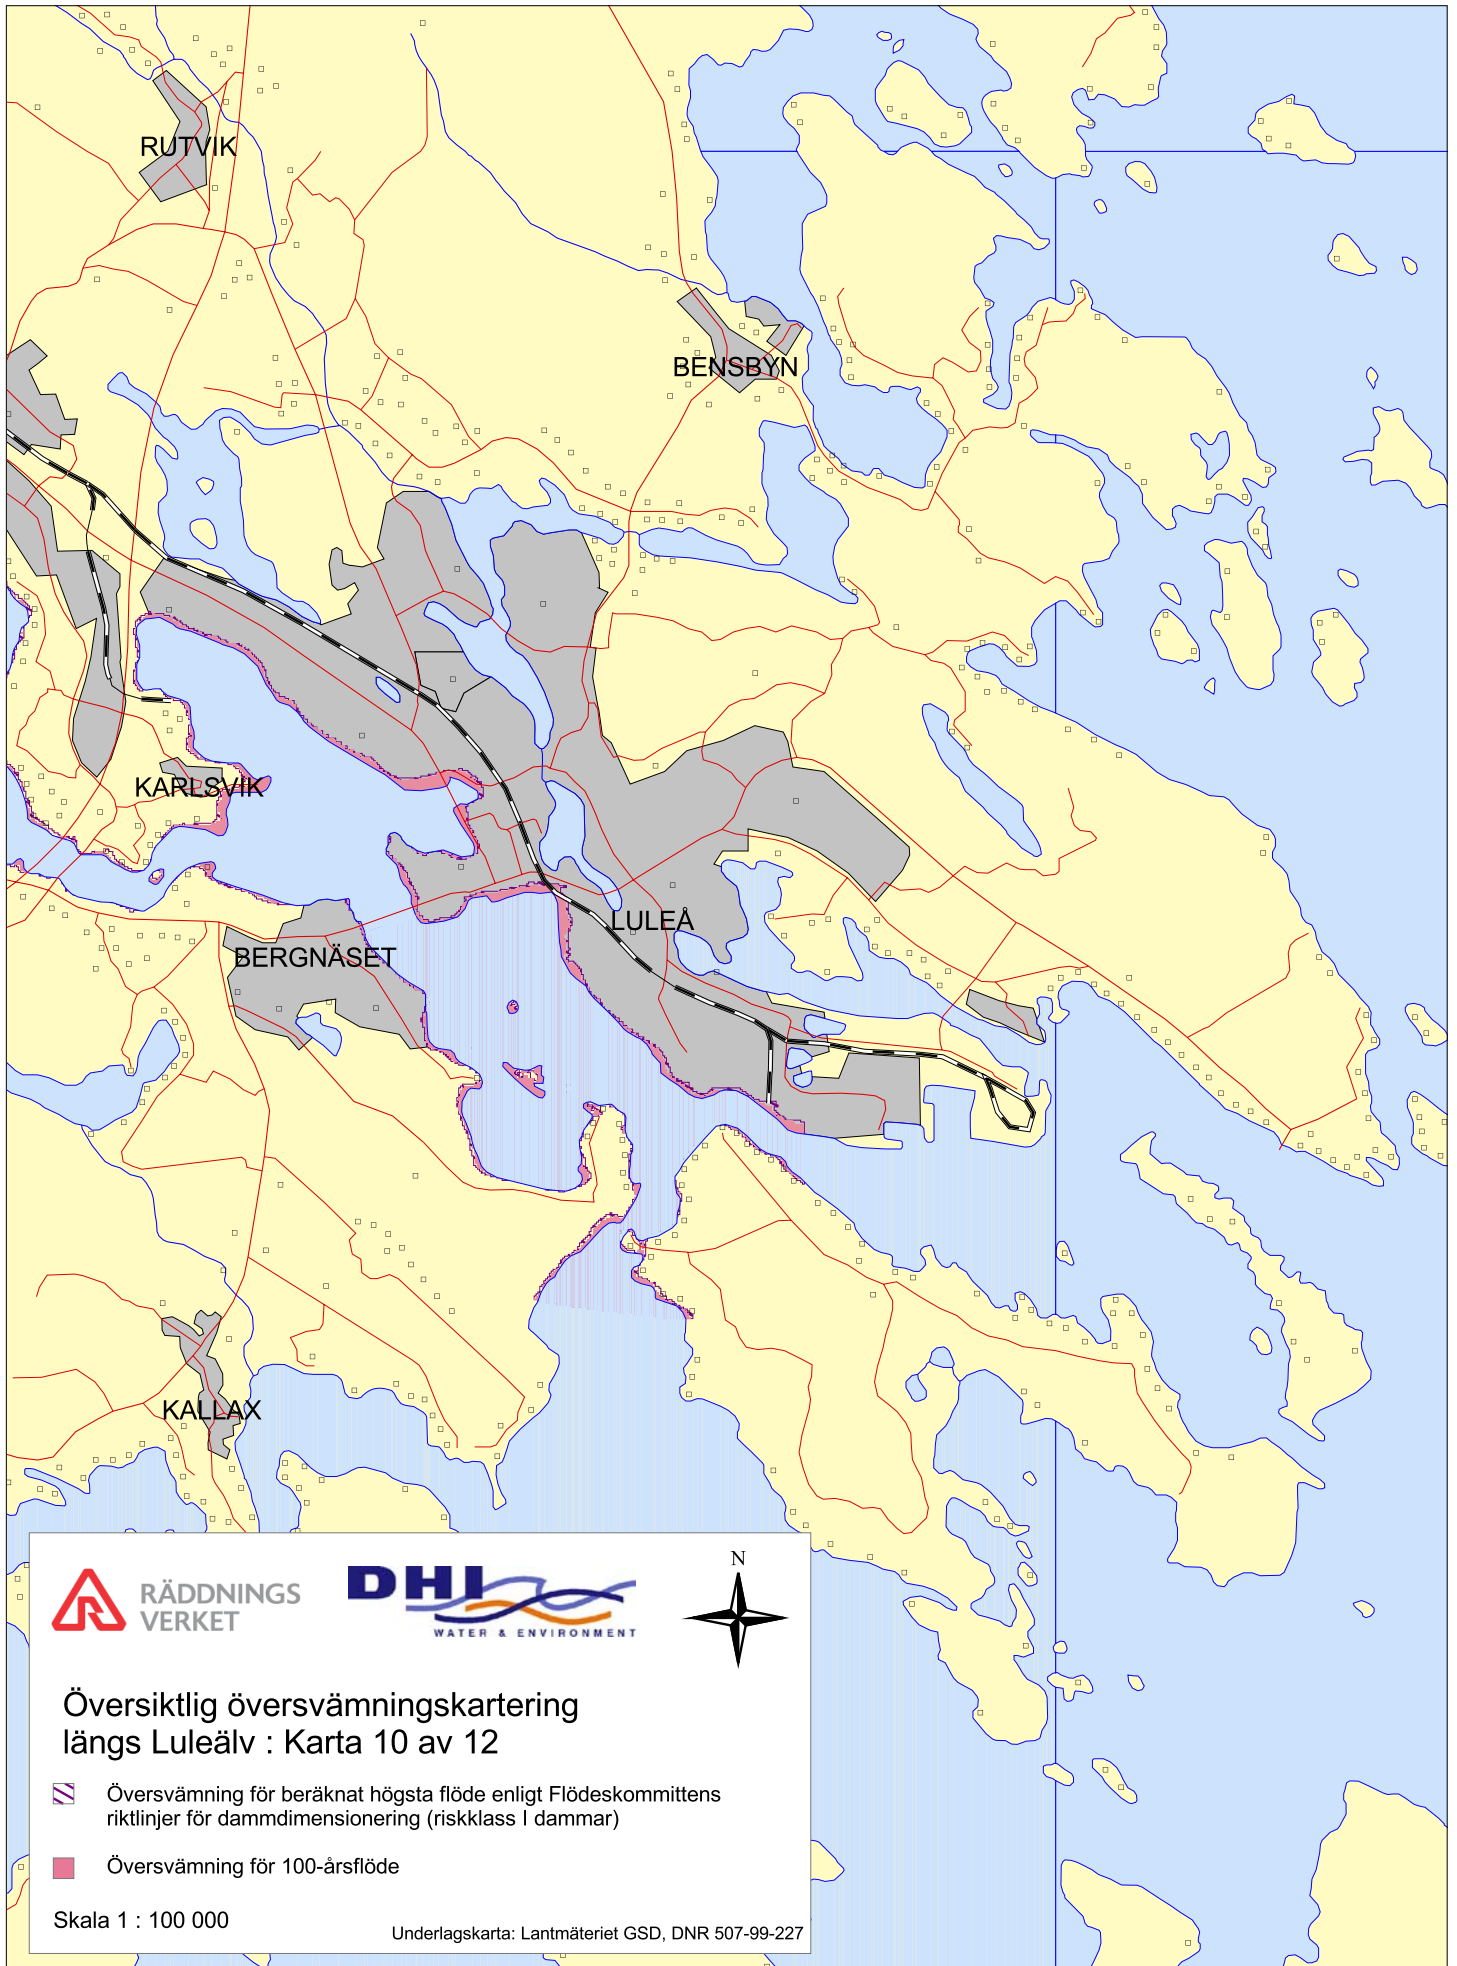 RUTVIK
BENSBYN
KARLSVIK
LULEÅ
BERGNÄSET
KALLAX
RÄDDNINGS
VERKET
DHI
WATER & ENVIRONMENT
N
Översiktlig översvämningskartering
längs Luleälv : Karta 10 av 12
Översvämning för beräknat högsta flöde enligt Flödeskommittens
riktlinjer för dammdimensionering (riskklass I dammar)
Översvämning för 100-årsflöde
Skala 1 : 100 000
Underlagskarta: Lantmäteriet GSD, DNR 507-99-227